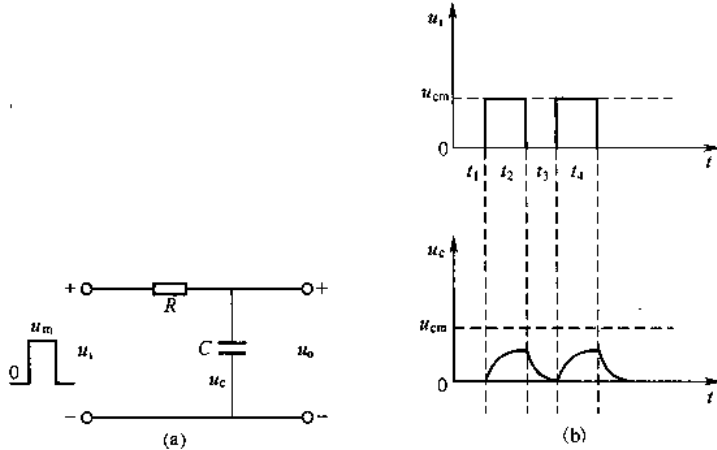 u_i
u_cm
0
t
t_1 t_2 t_3 t_4
u_c
u_cm
0
t
+
R
+
u_m
0
u_i
C
u_o
u_c
−
−
(a)
(b)